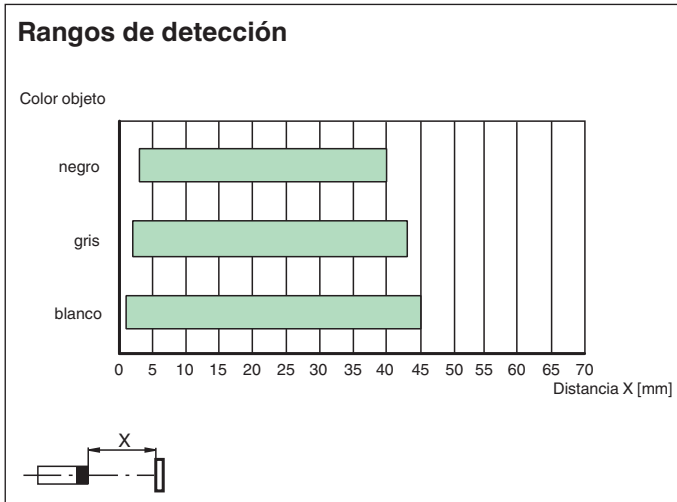 Rangos de detección
Color objeto
negro
gris
blanco
0 5 10 15 20 25 30 35 40 45 50 55 60 65 70
Distancia X [mm]
X